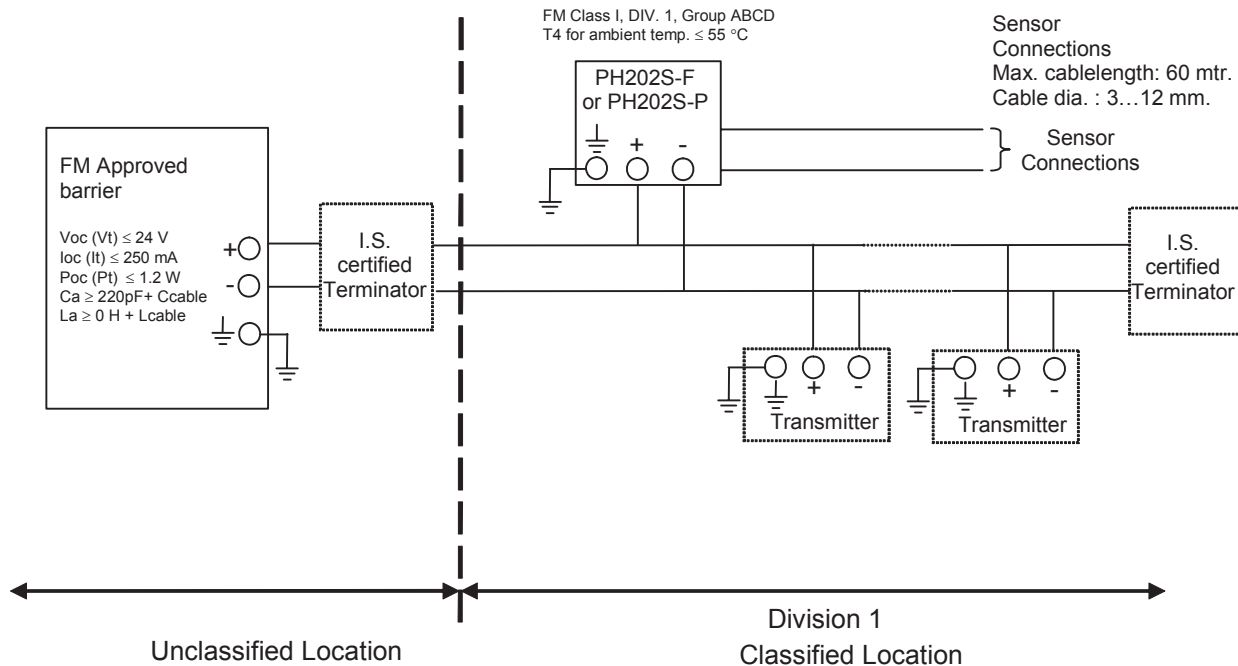 FM Class I, DIV. 1, Group ABCD
T4 for ambient temp. ≤ 55 °C
Sensor
Connections
Max. cablelength: 60 mtr.
Cable dia. : 3…12 mm.
PH202S-F
or PH202S-P
+ -
Sensor
Connections
FM Approved
barrier
Voc (Vt) ≤ 24 V
Ioc (It) ≤ 250 mA
Poc (Pt) ≤ 1.2 W
Ca ≥ 220pF+ Ccable
La ≥ 0 H + Lcable
+
-
I.S.
certified
Terminator
I.S.
certified
Terminator
+ -
Transmitter
+ -
Transmitter
Unclassified Location
Division 1
Classified Location